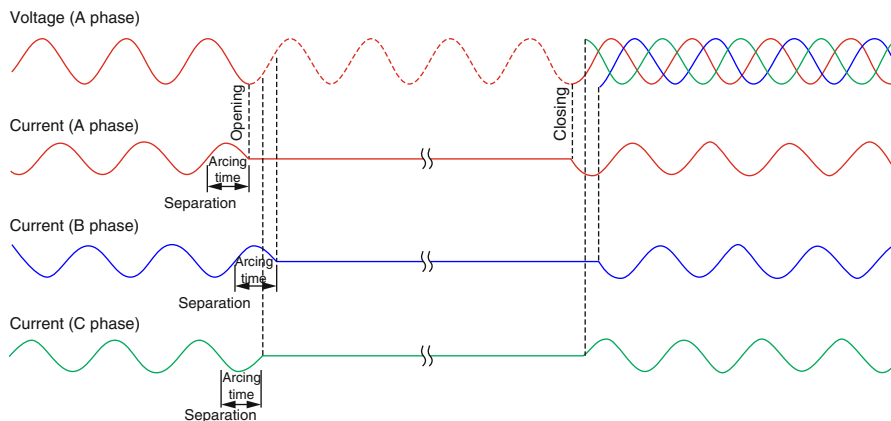 Voltage (A phase)
Opening
Closing
Current (A phase)
Arcing
time
Separation
Current (B phase)
Arcing
time
Separation
Current (C phase)
Arcing
time
Separation